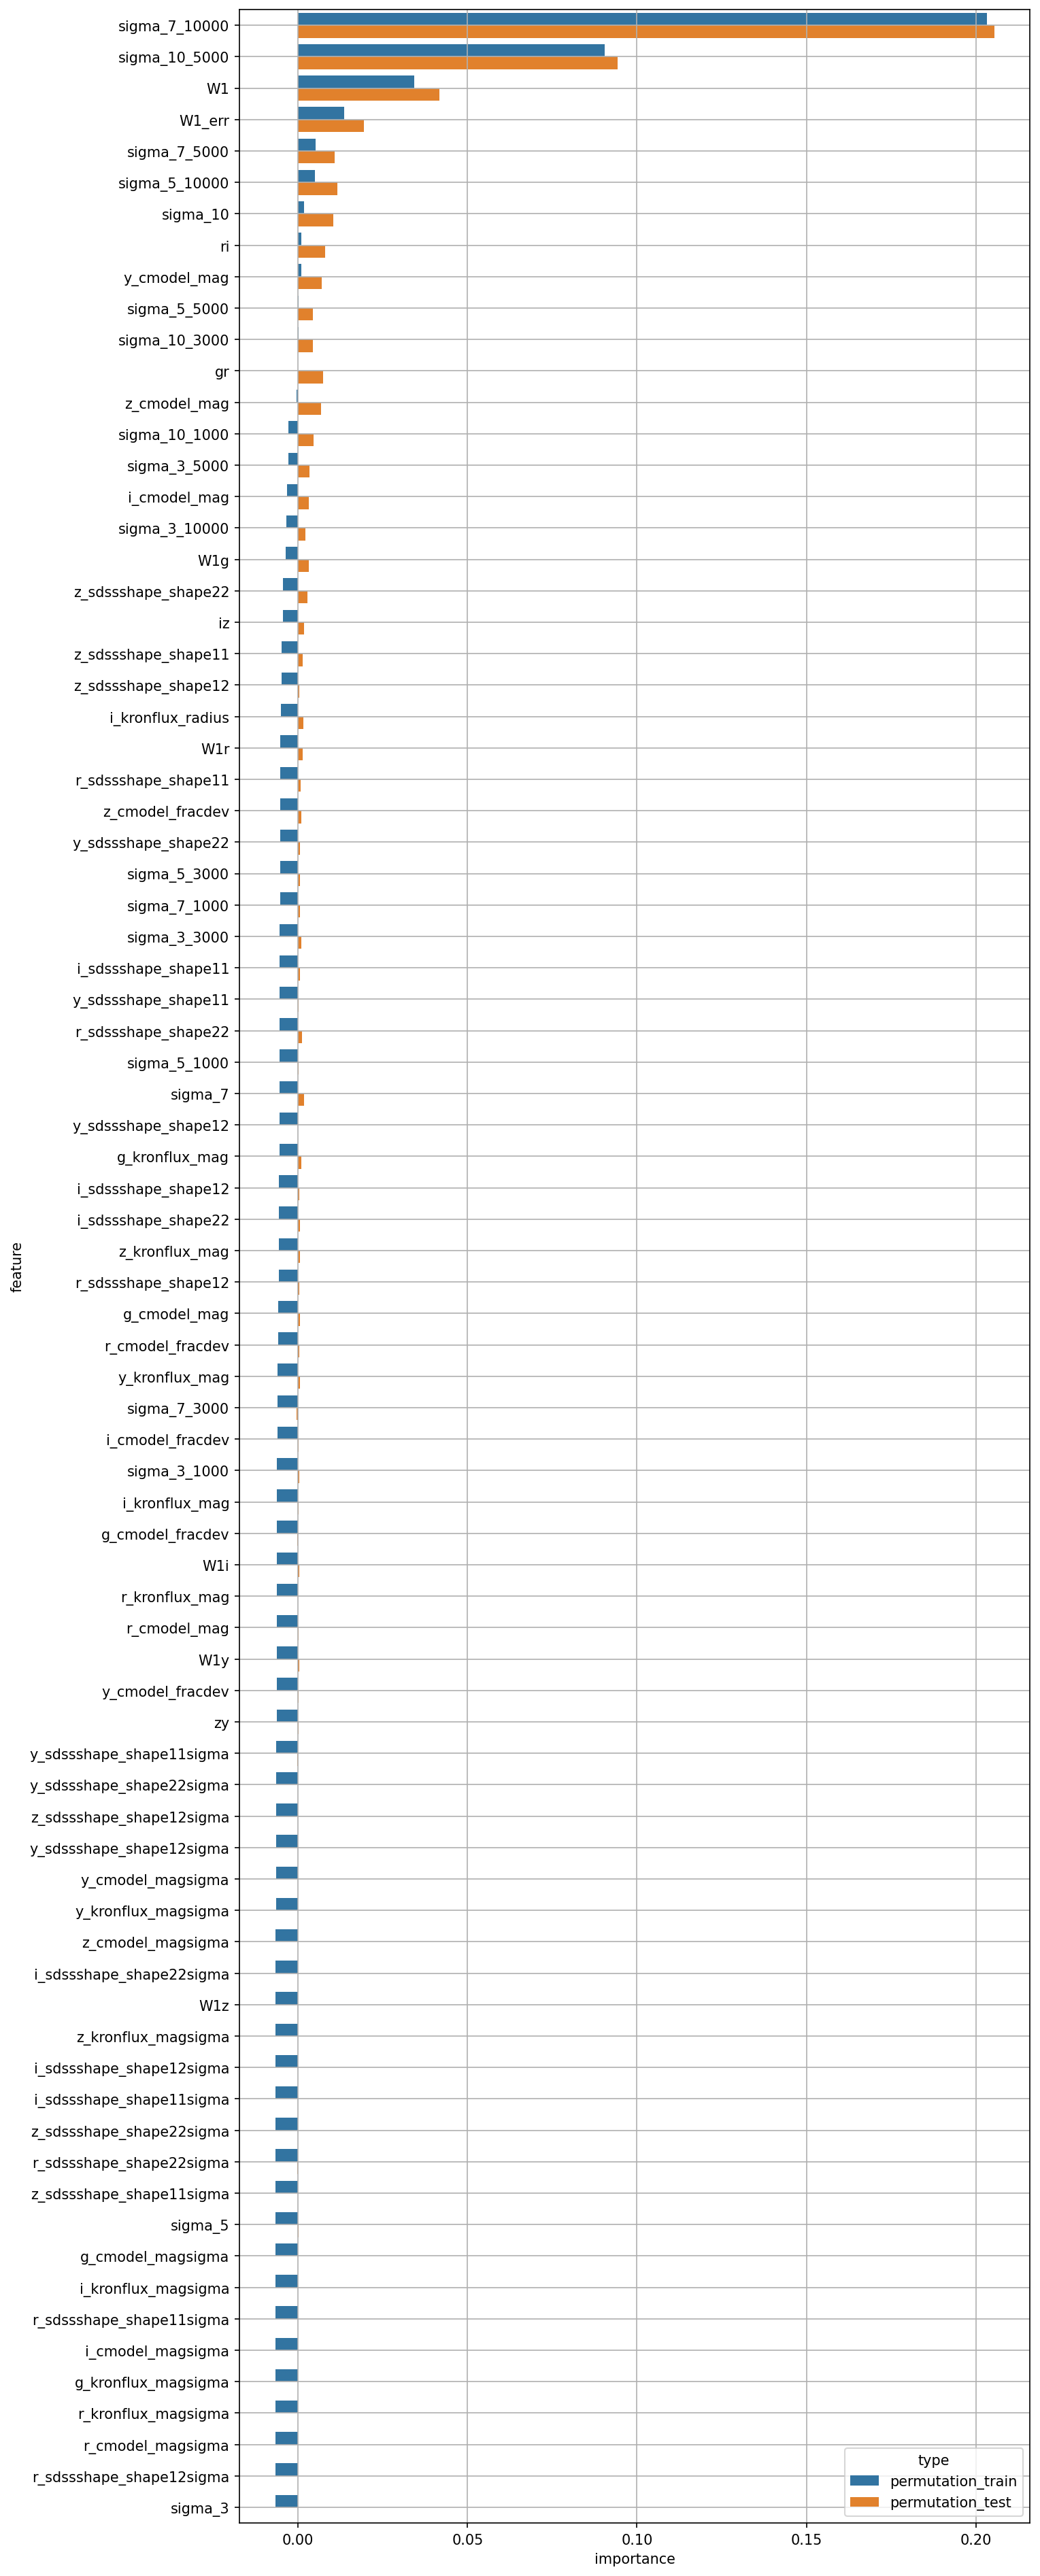 sigma_7_10000
sigma_10_5000
W1
W1_err
sigma_7_5000
sigma_5_10000
sigma_10
ri
y_cmodel_mag
sigma_5_5000
sigma_10_3000
gr
z_cmodel_mag
sigma_10_1000
sigma_3_5000
i_cmodel_mag
sigma_3_10000
W1g
z_sdssshape_shape22
iz
z_sdssshape_shape11
z_sdssshape_shape12
i_kronflux_radius
W1r
r_sdssshape_shape11
z_cmodel_fracdev
y_sdssshape_shape22
sigma_5_3000
sigma_7_1000
sigma_3_3000
i_sdssshape_shape11
y_sdssshape_shape11
r_sdssshape_shape22
sigma_5_1000
sigma_7
y_sdssshape_shape12
g_kronflux_mag
i_sdssshape_shape12
i_sdssshape_shape22
z_kronflux_mag
r_sdssshape_shape12
g_cmodel_mag
r_cmodel_fracdev
y_kronflux_mag
sigma_7_3000
i_cmodel_fracdev
sigma_3_1000
i_kronflux_mag
g_cmodel_fracdev
W1i
r_kronflux_mag
r_cmodel_mag
W1y
y_cmodel_fracdev
zy
y_sdssshape_shape11sigma
y_sdssshape_shape22sigma
z_sdssshape_shape12sigma
y_sdssshape_shape12sigma
y_cmodel_magsigma
y_kronflux_magsigma
z_cmodel_magsigma
i_sdssshape_shape22sigma
W1z
z_kronflux_magsigma
i_sdssshape_shape12sigma
i_sdssshape_shape11sigma
z_sdssshape_shape22sigma
r_sdssshape_shape22sigma
z_sdssshape_shape11sigma
sigma_5
g_cmodel_magsigma
i_kronflux_magsigma
r_sdssshape_shape11sigma
i_cmodel_magsigma
g_kronflux_magsigma
r_kronflux_magsigma
r_cmodel_magsigma
r_sdssshape_shape12sigma
sigma_3
feature
0.00 0.05 0.10 0.15 0.20
importance
type
permutation_train
permutation_test